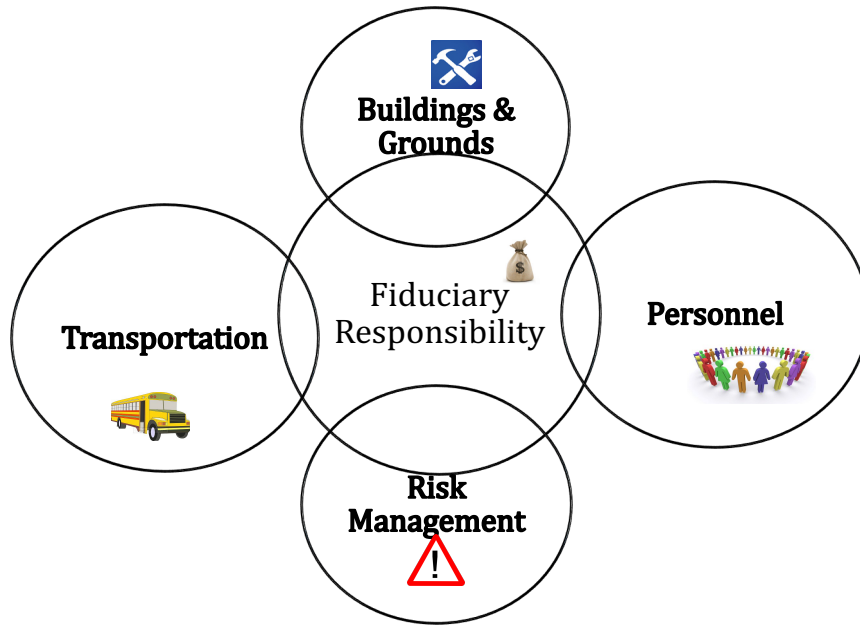 Buildings &
Grounds
$
Fiduciary
Responsibility
Personnel
Transportation
Risk
Management
!